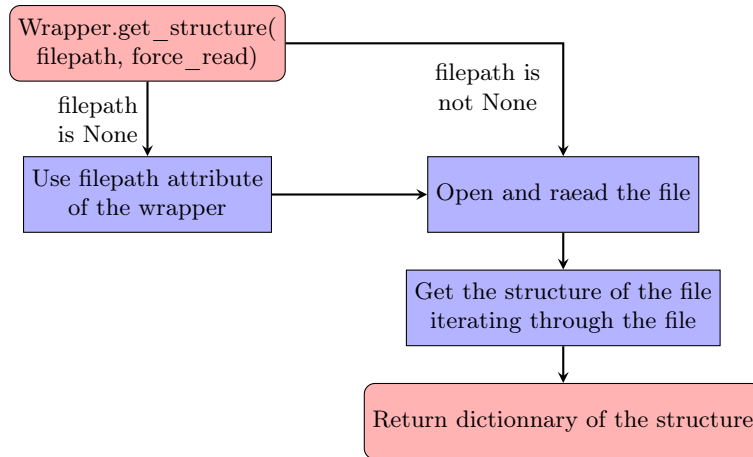 Wrapper.get_structure(
filepath, force_read)
filepath is
not None
filepath
is None
Use filepath attribute
of the wrapper
Open and raead the file
Get the structure of the file
iterating through the file
Return dictionnary of the structure